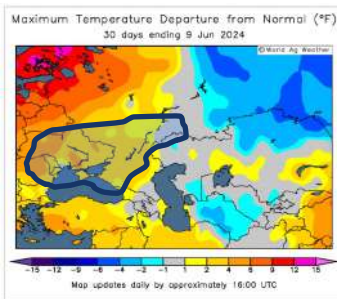 Maximum Temperature Departure from Normal (°F)
30 days ending 9 Jun 2024
© World Ag Weather
-15 -12 -9 -6 -4 -2 -1 1 2 4 6 9 12 15
Map updates daily by approximately 16:00 UTC